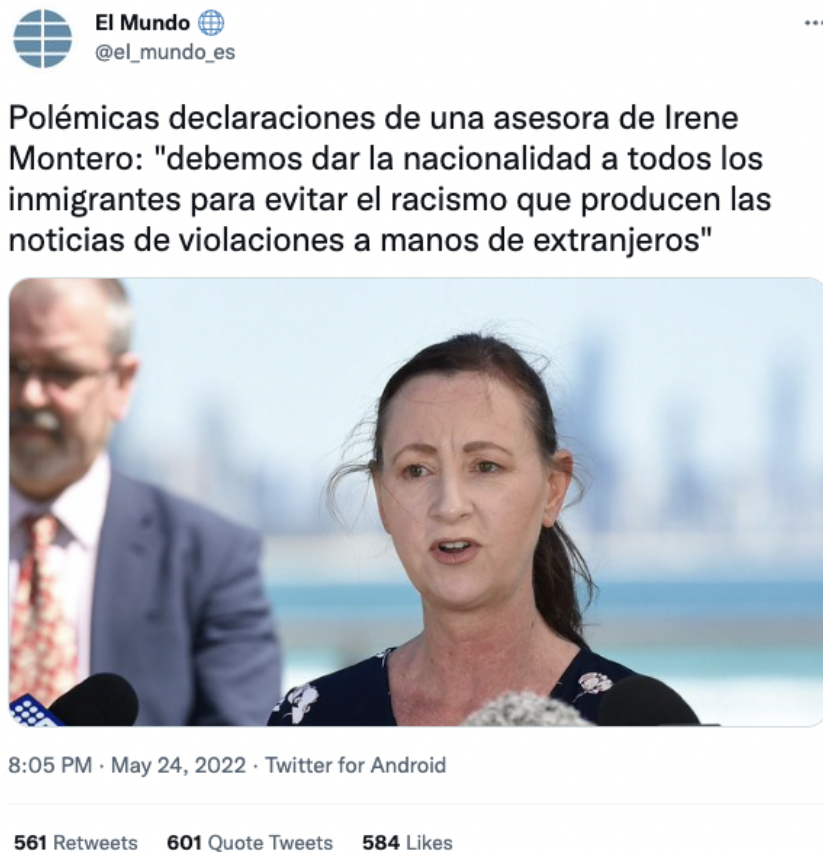 El Mundo
@el_mundo_es
Polémicas declaraciones de una asesora de Irene
Montero: "debemos dar la nacionalidad a todos los
inmigrantes para evitar el racismo que producen las
noticias de violaciones a manos de extranjeros"
8:05 PM · May 24, 2022 · Twitter for Android
561 Retweets 601 Quote Tweets 584 Likes